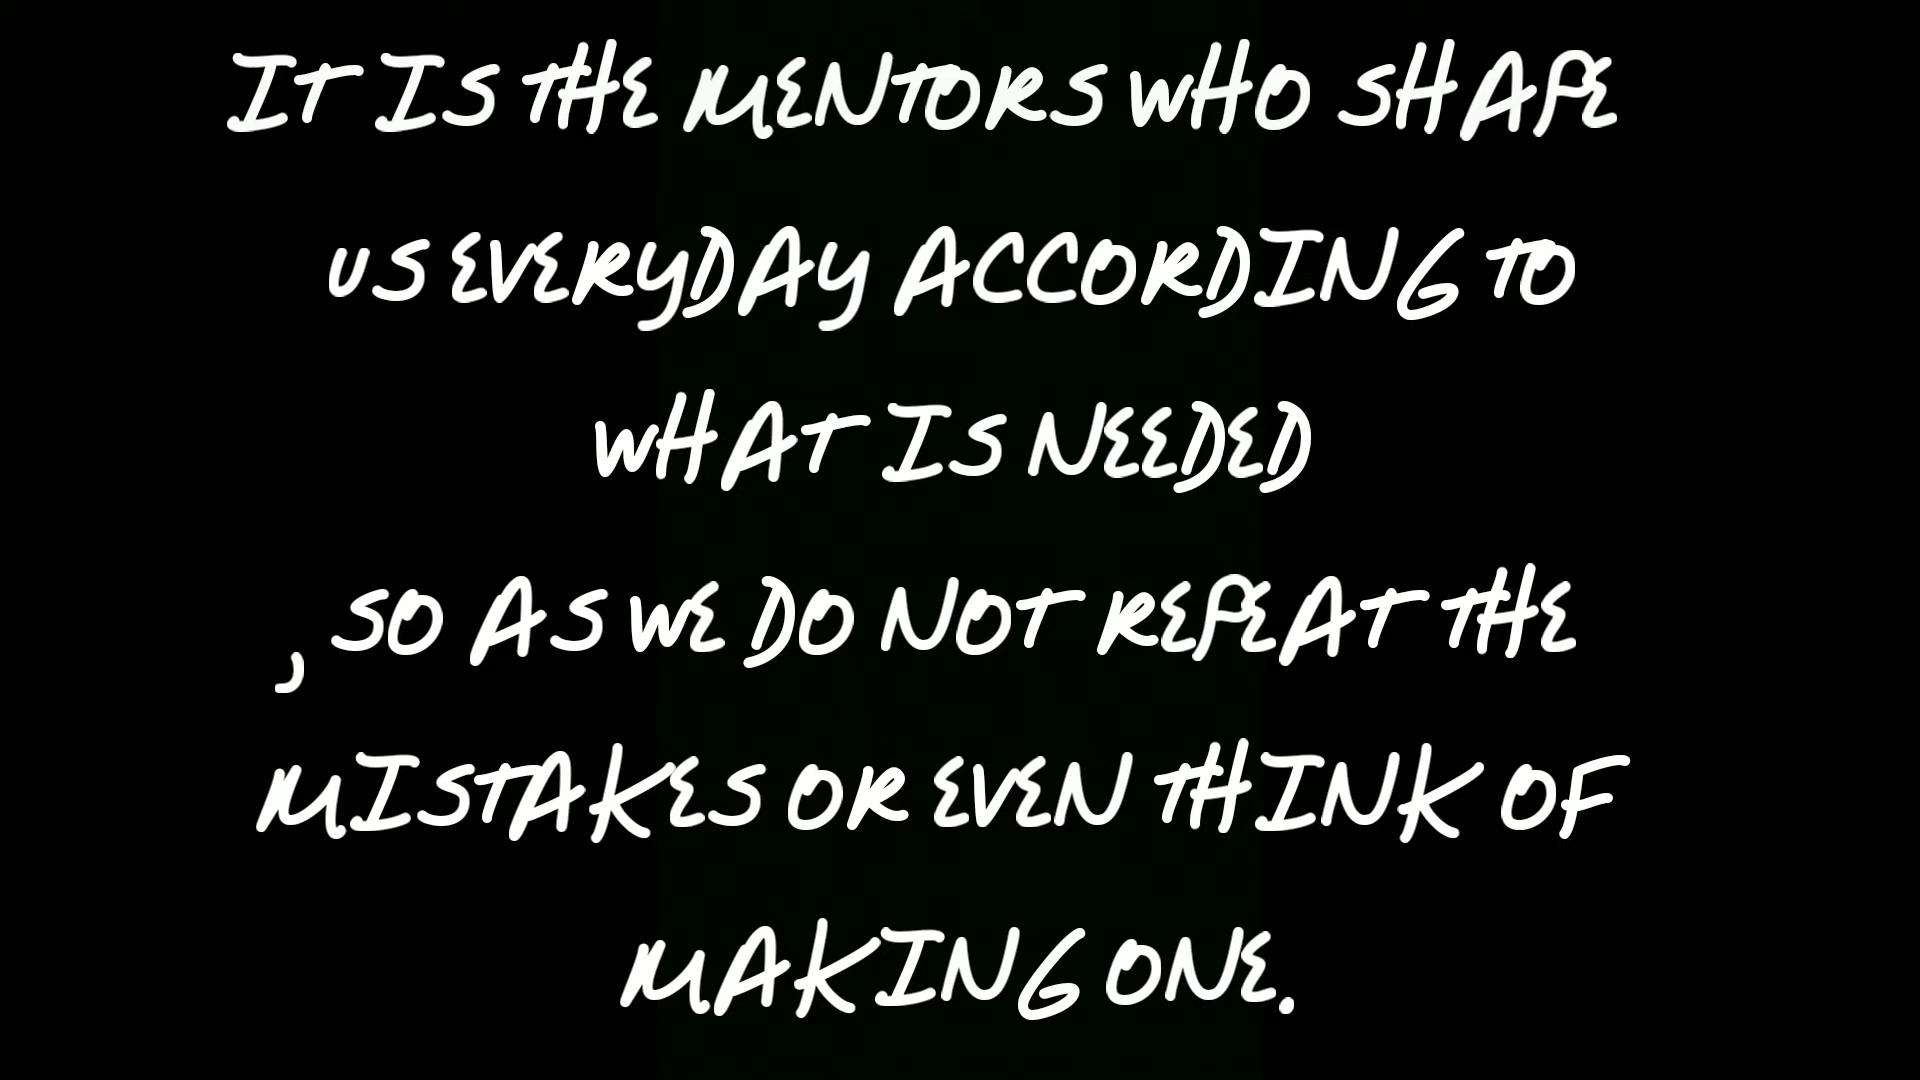 IT IS THE MENTORS WHO SHAPE
US EVERYDAY ACCORDING TO
WHAT IS NEEDED
, SO AS WE DO NOT REPEAT THE
MISTAKES OR EVEN THINK OF
MAKING ONE.